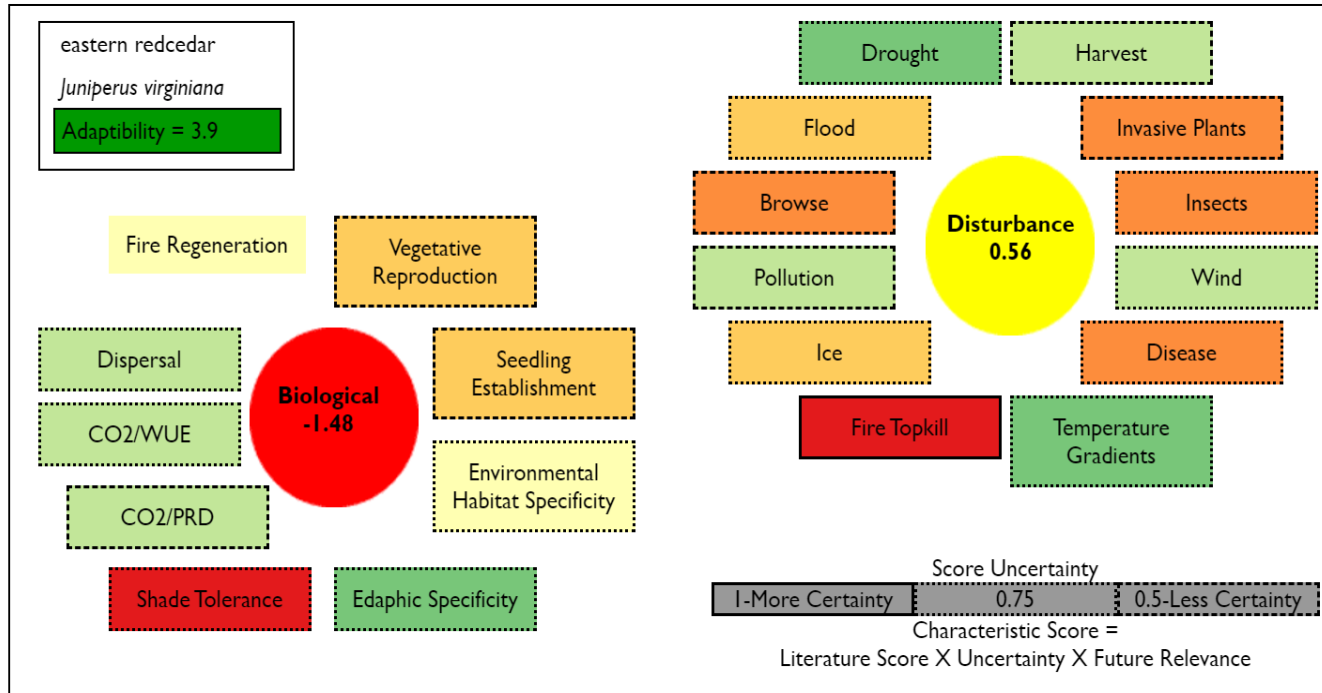 eastern redcedar
Juniperus virginiana
Adaptibility = 3.9
Fire Regeneration
Vegetative
Reproduction
Dispersal
Seedling
Establishment
Biological
-1.48
CO2/WUE
Environmental
Habitat Specificity
CO2/PRD
Shade Tolerance
Edaphic Specificity
Drought
Harvest
Flood
Invasive Plants
Browse
Disturbance
0.56
Insects
Pollution
Wind
Ice
Disease
Fire Topkill
Temperature
Gradients
Score Uncertainty
1-More Certainty
0.75
0.5-Less Certainty
Characteristic Score =
Literature Score X Uncertainty X Future Relevance